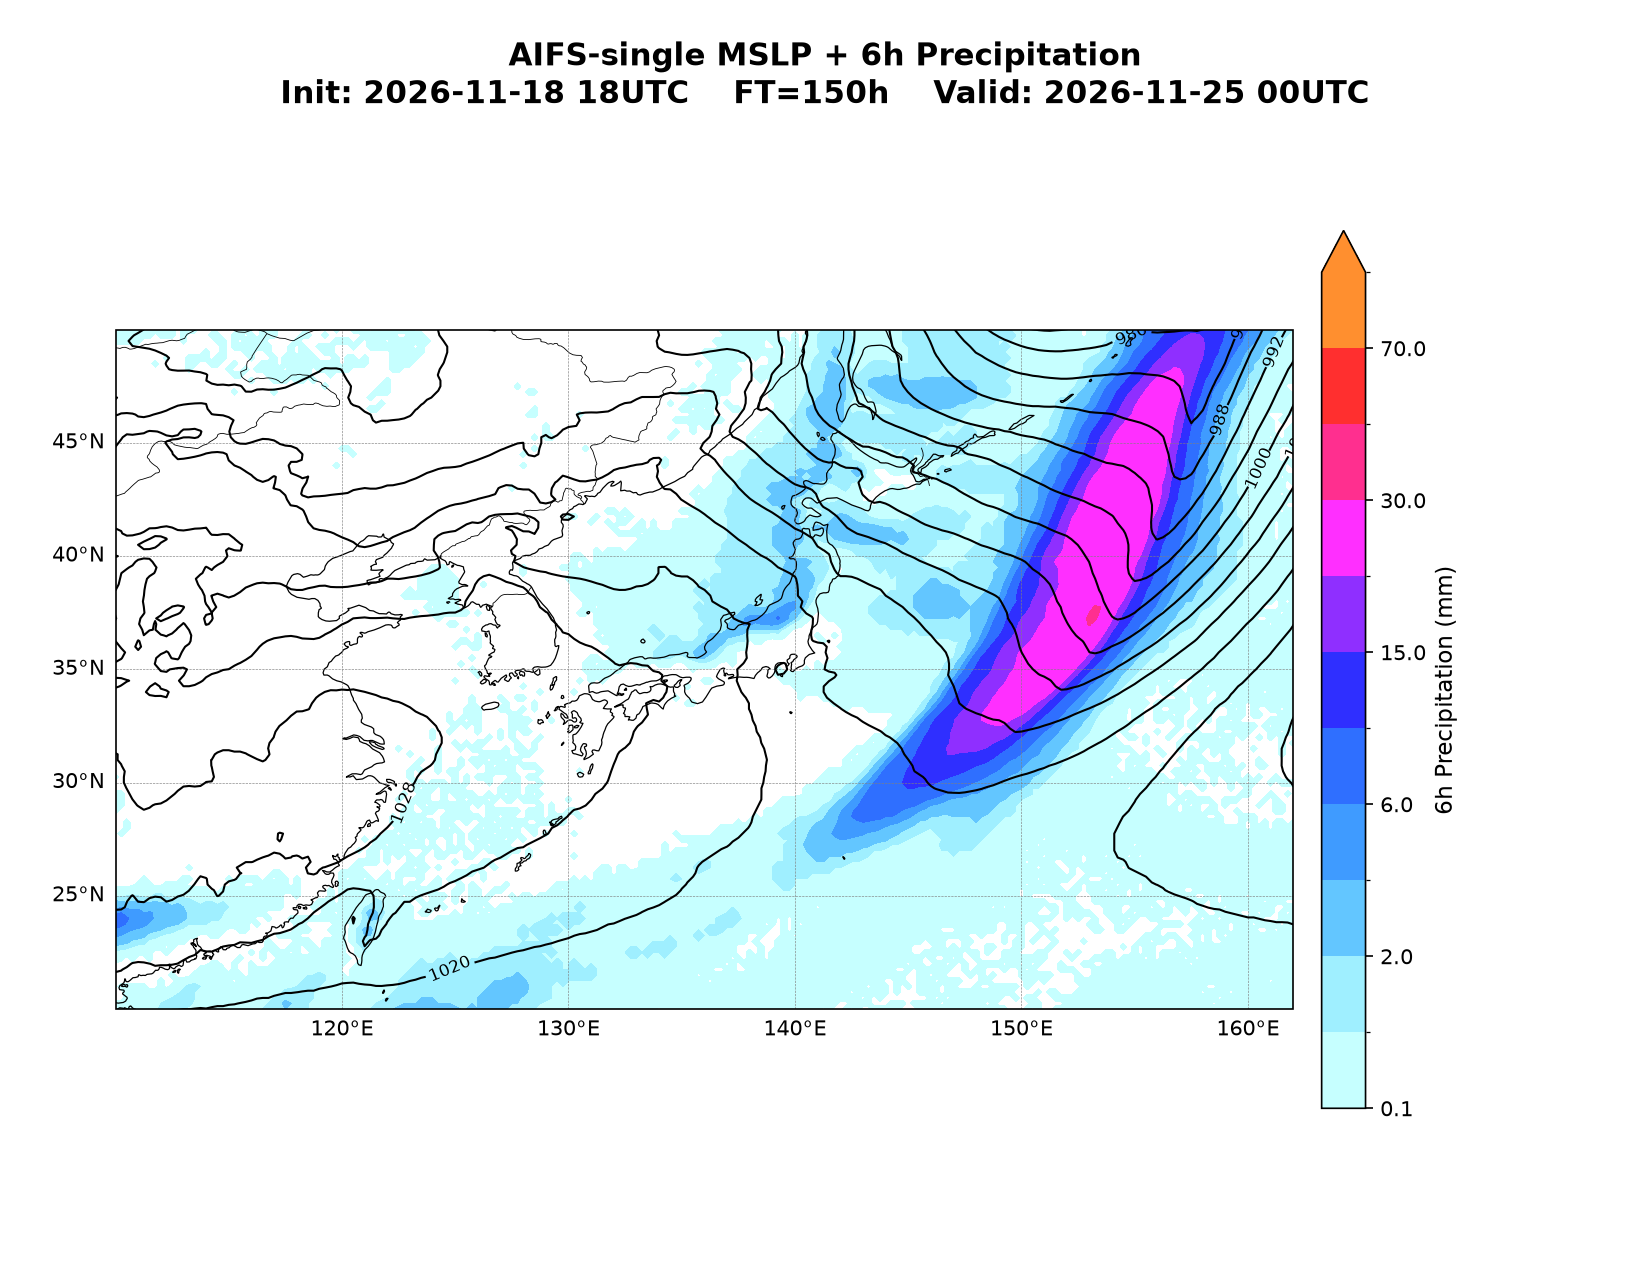 AIFS-single MSLP + 6h Precipitation
Init: 2026-11-18 18UTC    FT=150h    Valid: 2026-11-25 00UTC
992
988
1000
1028
1020
45°N
40°N
35°N
30°N
25°N
120°E
130°E
140°E
150°E
160°E
70.0
30.0
15.0
6.0
2.0
0.1
6h Precipitation (mm)